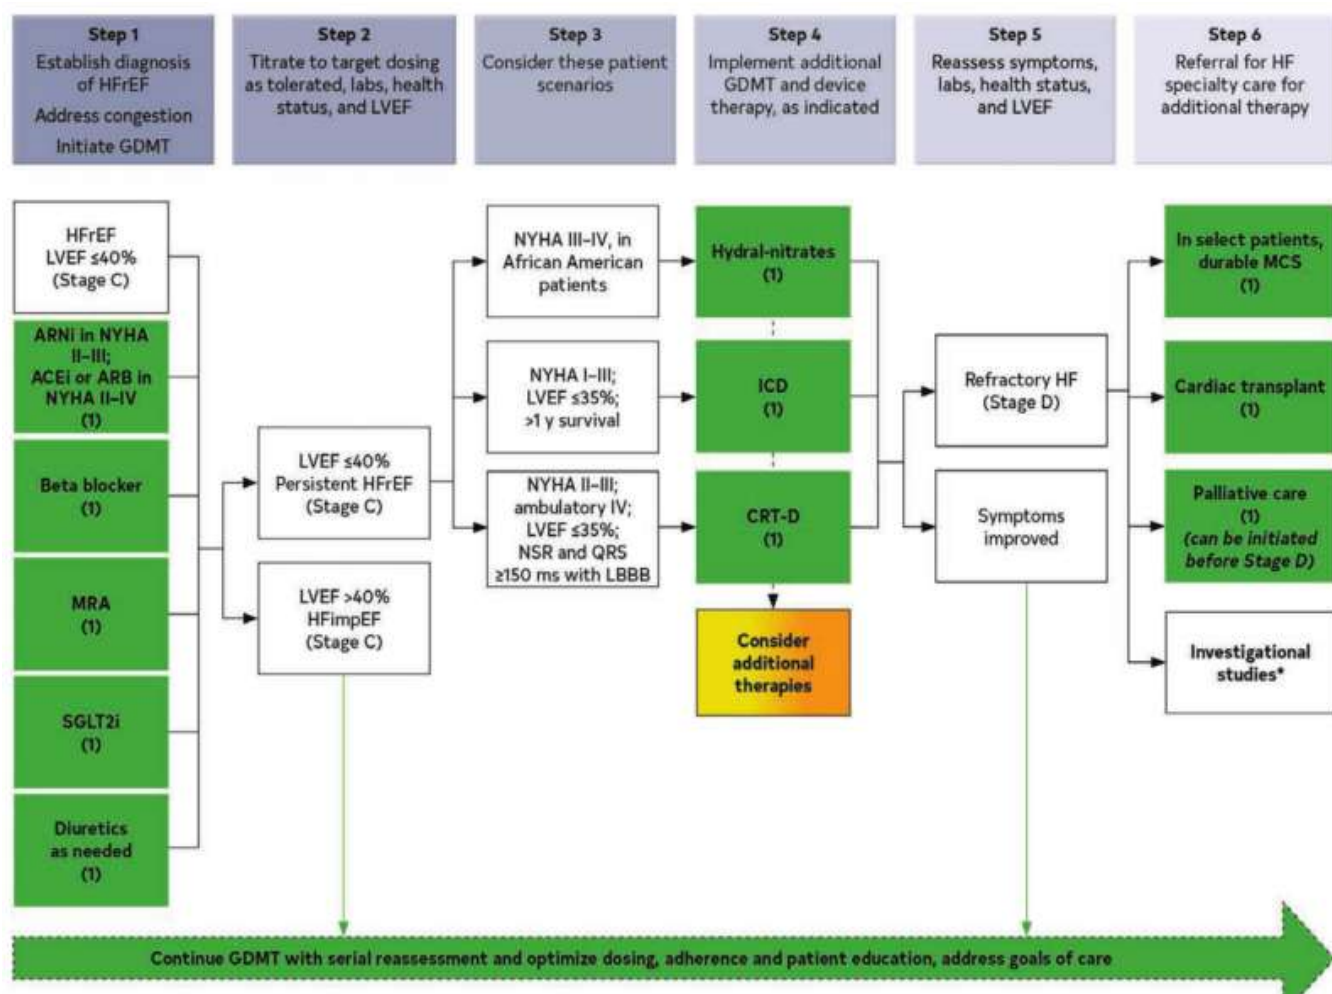 Step 1
Establish diagnosis
of HFrEF
Address congestion
Initiate GDMT
Step 2
Titrate to target dosing
as tolerated, labs, health
status, and LVEF
Step 3
Consider these patient
scenarios
Step 4
Implement additional
GDMT and device
therapy, as indicated
Step 5
Reassess symptoms,
labs, health status,
and LVEF
Step 6
Referral for HF
specialty care for
additional therapy
HFrEF
LVEF ≤40%
(Stage C)
ARNi in NYHA
II–III;
ACEi or ARB in
NYHA II–IV
(1)
Beta blocker
(1)
MRA
(1)
SGLT2i
(1)
Diuretics
as needed
(1)
LVEF ≤40%
Persistent HFrEF
(Stage C)
LVEF >40%
HFimpEF
(Stage C)
NYHA III–IV, in
African American
patients
NYHA I–III;
LVEF ≤35%;
>1 y survival
NYHA II–III;
ambulatory IV;
LVEF ≤35%;
NSR and QRS
≥150 ms with LBBB
Hydral-nitrates
(1)
ICD
(1)
CRT-D
(1)
Consider
additional
therapies
Refractory HF
(Stage D)
Symptoms
improved
In select patients,
durable MCS
(1)
Cardiac transplant
(1)
Palliative care
(1)
(can be initiated
before Stage D)
Investigational
studies*
Continue GDMT with serial reassessment and optimize dosing, adherence and patient education, address goals of care